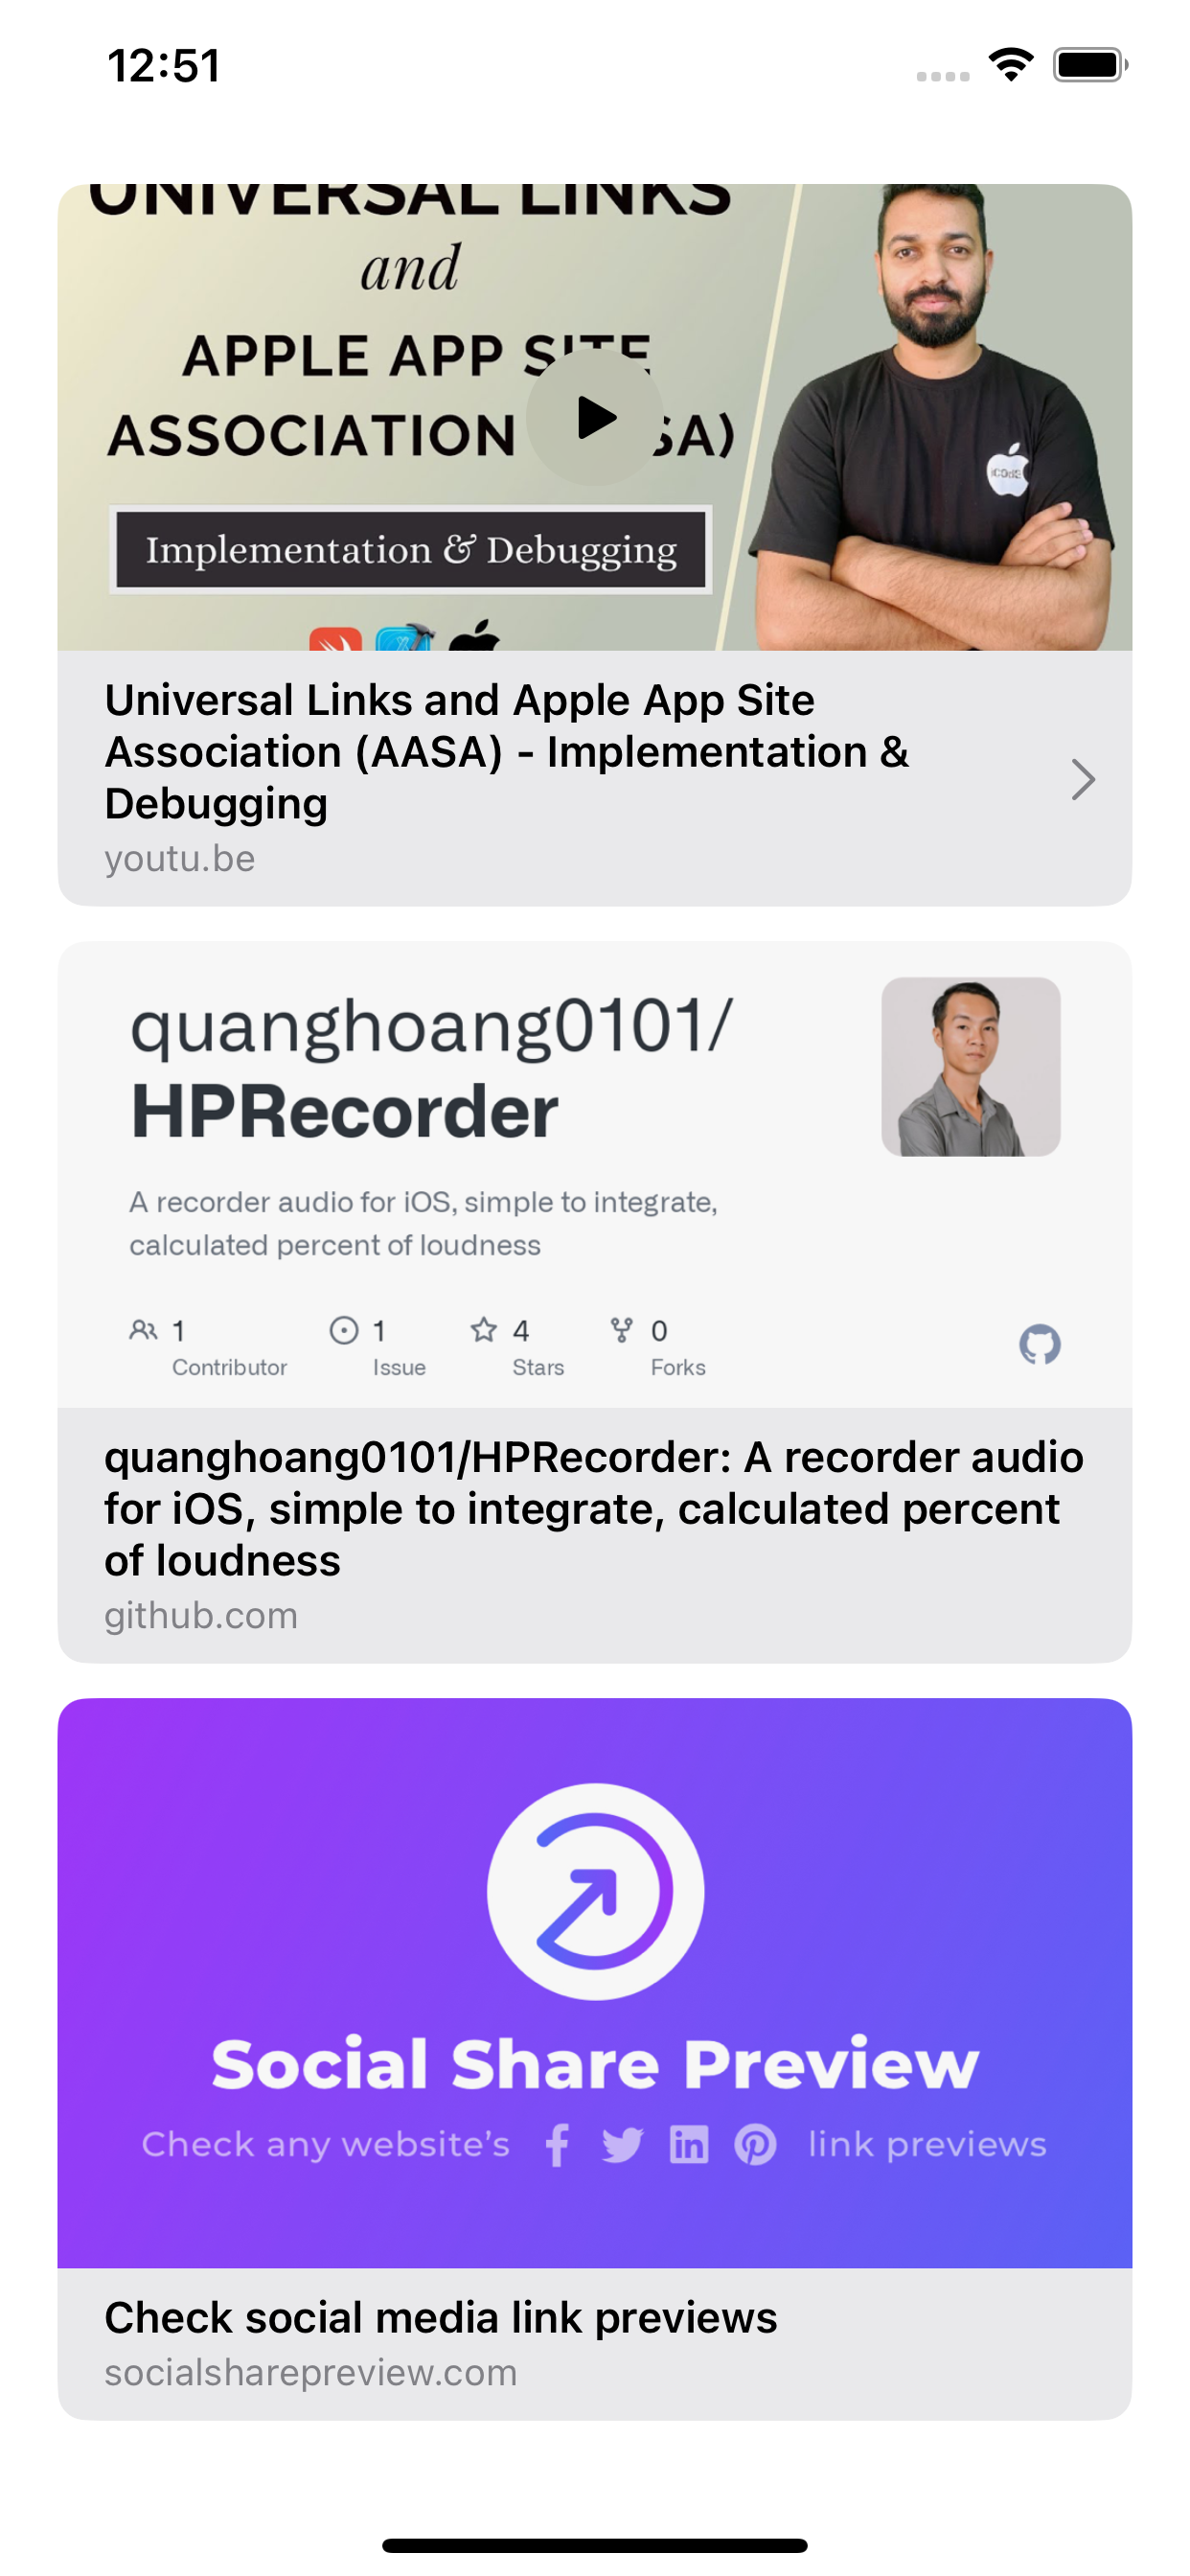 12:51
UNIVERSAL LINKS
and
APPLE APP SITE
ASSOCIATION SA)
iCODE
Implementation & Debugging
Universal Links and Apple App Site
Association (AASA) - Implementation &
Debugging
youtu.be
quanghoang0101/
HPRecorder
A recorder audio for iOS, simple to integrate,
calculated percent of loudness
1 1 4 0
Contributor Issue Stars Forks
quanghoang0101/HPRecorder: A recorder audio
for iOS, simple to integrate, calculated percent
of loudness
github.com
Social Share Preview
Check any website’s link previews
Check social media link previews
socialsharepreview.com